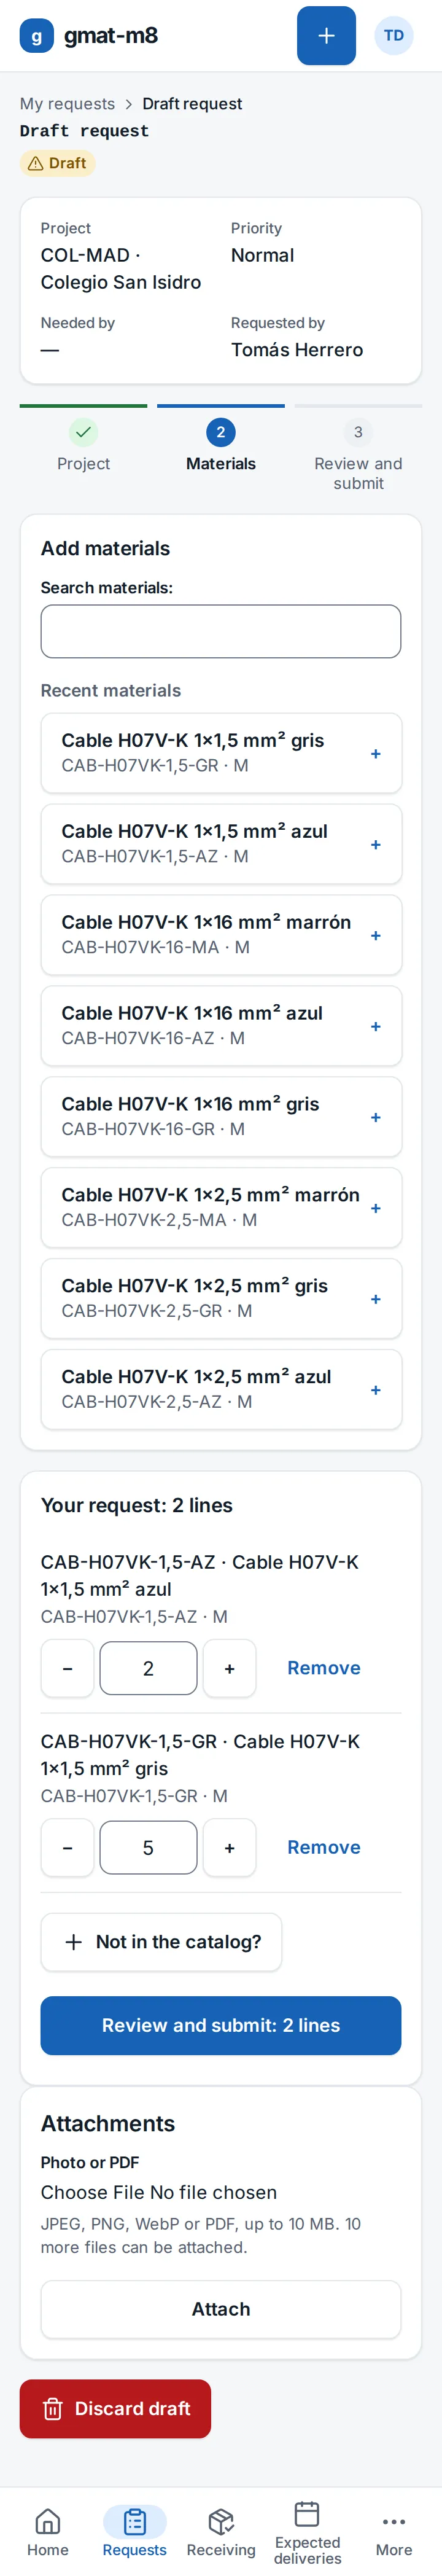 g gmat-m8 + TD
My requests > Draft request
Draft request
Draft
Project Priority
COL-MAD · Normal
Colegio San Isidro
Needed by Requested by
— Tomás Herrero
2 3
Project Materials Review and
submit
Add materials
Search materials:
Recent materials
Cable H07V-K 1×1,5 mm² gris
CAB-H07VK-1,5-GR · M +
Cable H07V-K 1×1,5 mm² azul
CAB-H07VK-1,5-AZ · M +
Cable H07V-K 1×16 mm² marrón
CAB-H07VK-16-MA · M +
Cable H07V-K 1×16 mm² azul
CAB-H07VK-16-AZ · M +
Cable H07V-K 1×16 mm² gris
CAB-H07VK-16-GR · M +
Cable H07V-K 1×2,5 mm² marrón
CAB-H07VK-2,5-MA · M +
Cable H07V-K 1×2,5 mm² gris
CAB-H07VK-2,5-GR · M +
Cable H07V-K 1×2,5 mm² azul
CAB-H07VK-2,5-AZ · M +
Your request: 2 lines
CAB-H07VK-1,5-AZ · Cable H07V-K
1×1,5 mm² azul
CAB-H07VK-1,5-AZ · M
− 2 + Remove
CAB-H07VK-1,5-GR · Cable H07V-K
1×1,5 mm² gris
CAB-H07VK-1,5-GR · M
− 5 + Remove
+ Not in the catalog?
Review and submit: 2 lines
Attachments
Photo or PDF
Choose File No file chosen
JPEG, PNG, WebP or PDF, up to 10 MB. 10
more files can be attached.
Attach
Discard draft
Home Requests Receiving Expected deliveries More